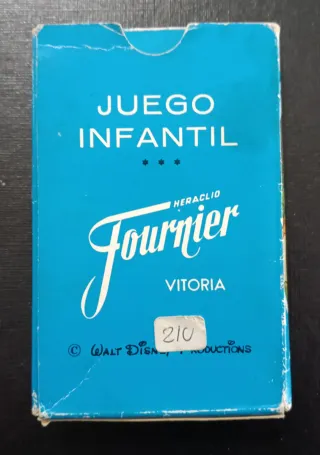 JUEGO
INFANTIL
***
HERACLIO
Fournier
VITORIA
210
© WALT DISNEY PRODUCTIONS